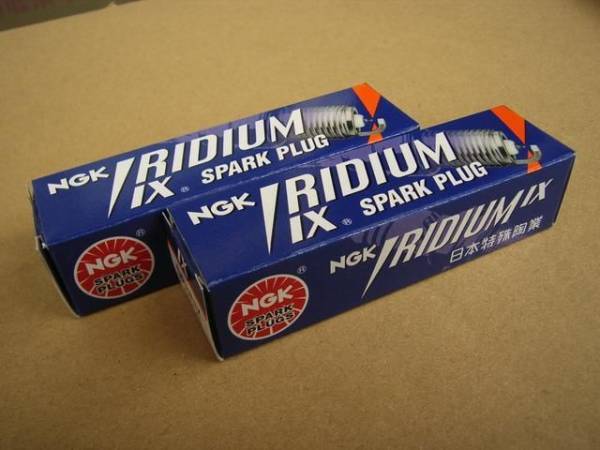 NGK IRIDIUM IX® SPARK PLUG
NGK SPARK PLUGS ®
NGK IRIDIUM IX® SPARK PLUG
NGK IRIDIUM IX
日本特殊陶業
NGK SPARK PLUGS ®